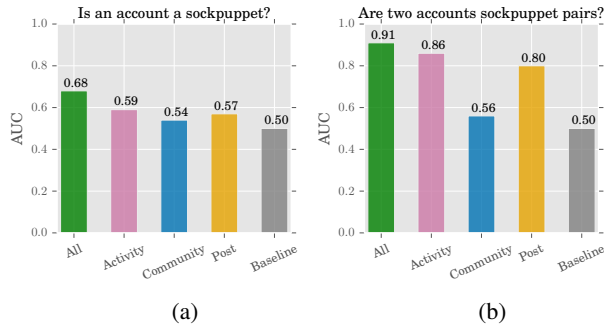 Is an account a sockpuppet?
1.0
0.8
0.6
0.4
0.2
0.0
AUC
0.68
0.59
0.54
0.57
0.50
All
Activity
Community
Post
Baseline
(a)
Are two accounts sockpuppet pairs?
1.0
0.8
0.6
0.4
0.2
0.0
AUC
0.91
0.86
0.56
0.80
0.50
All
Activity
Community
Post
Baseline
(b)